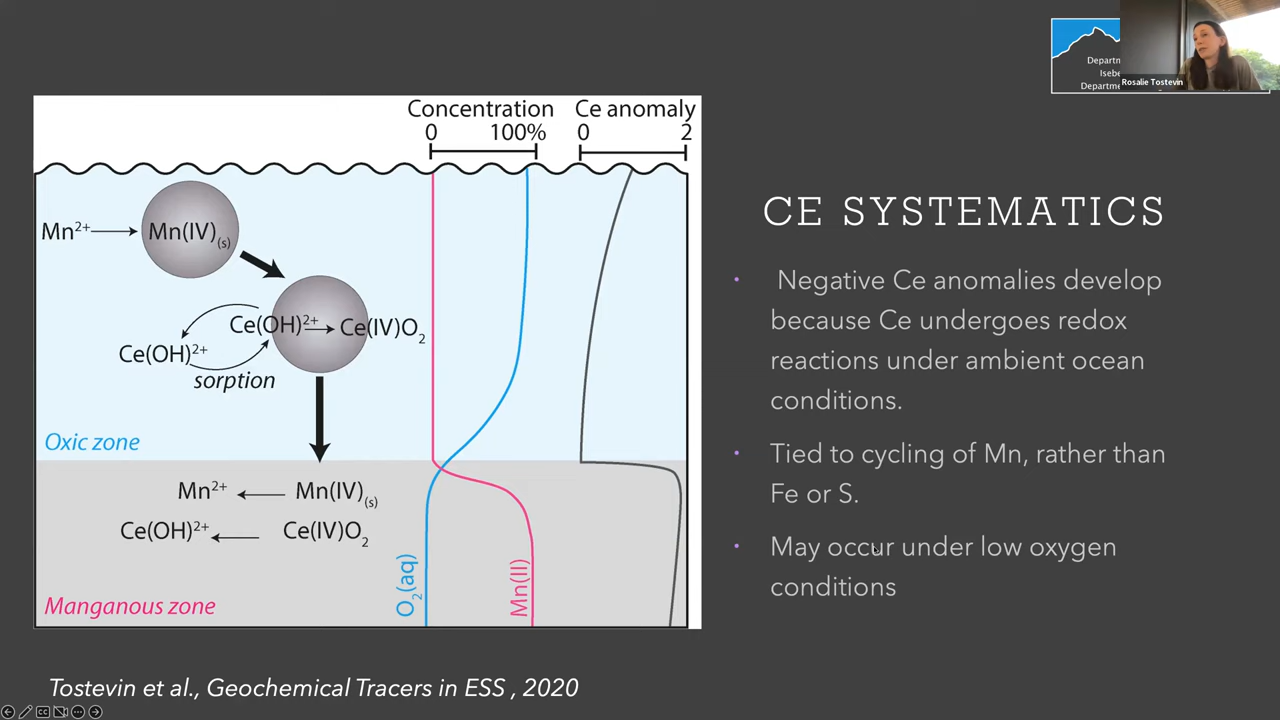 Departm
Isebe
Departme
Rosalie Tostevin
Concentration
0 100%
Ce anomaly
0 2
Mn2+ → Mn(IV)(s)
Ce(OH)2+ → Ce(IV)O2
Ce(OH)2+
sorption
Oxic zone
Mn2+ ← Mn(IV)(s)
Ce(OH)2+ ← Ce(IV)O2
Manganous zone
O2(aq)
Mn(II)
CE SYSTEMATICS
• Negative Ce anomalies develop
because Ce undergoes redox
reactions under ambient ocean
conditions.
• Tied to cycling of Mn, rather than
Fe or S.
• May occur under low oxygen
conditions
Tostevin et al., Geochemical Tracers in ESS , 2020